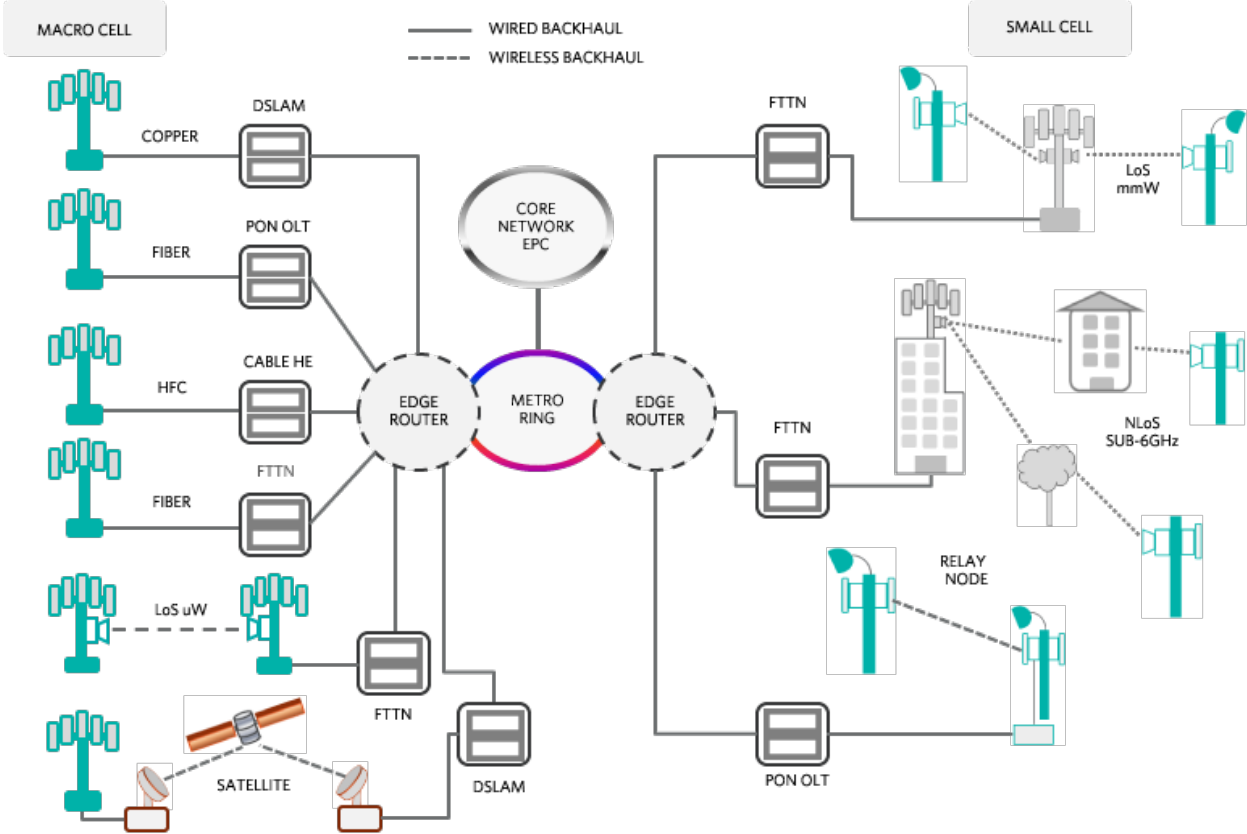 MACRO CELL
WIRED BACKHAUL
WIRELESS BACKHAUL
SMALL CELL
DSLAM
COPPER
PON OLT
FIBER
CABLE HE
HFC
FTTN
FIBER
LoS uW
FTTN
SATELLITE
DSLAM
CORE
NETWORK
EPC
EDGE
ROUTER
METRO
RING
EDGE
ROUTER
FTTN
LoS
mmW
FTTN
NLoS
SUB-6GHz
RELAY
NODE
PON OLT